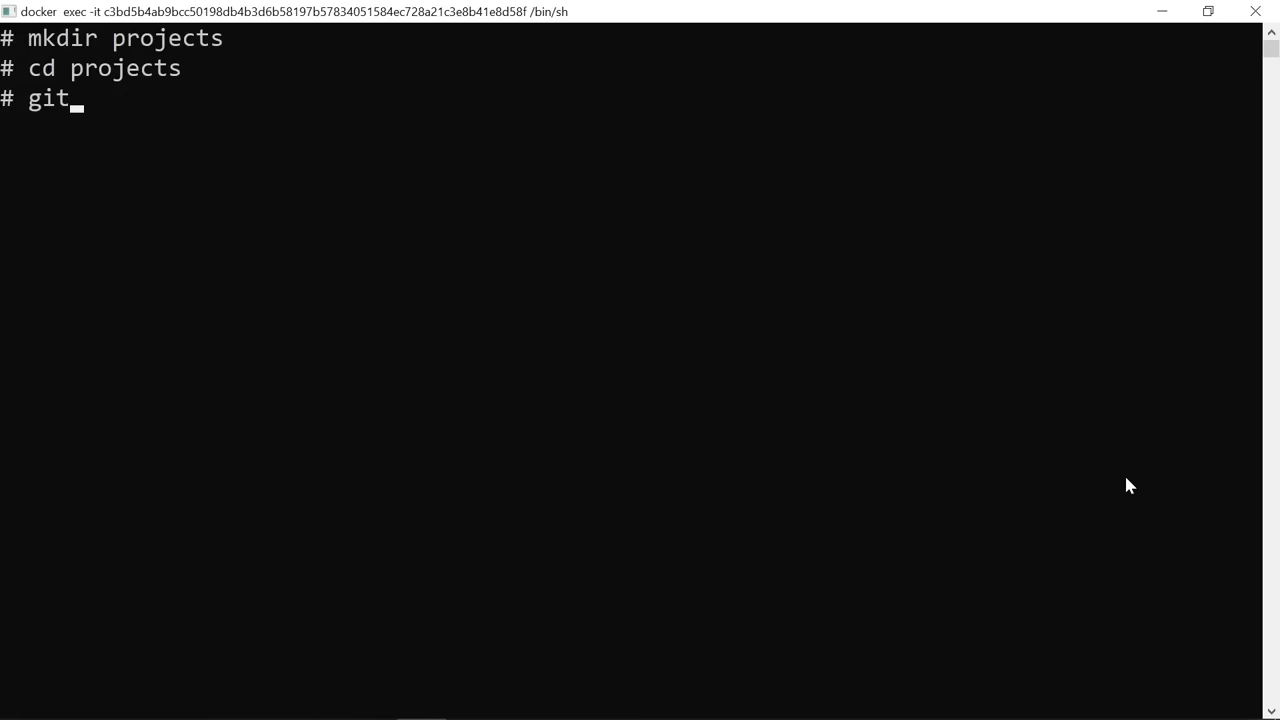 docker exec -it c3bd5b4ab9bcc50198db4b3d6b58197b57834051584ec728a21c3e8b41e8d58f /bin/sh
# mkdir projects
# cd projects
# git